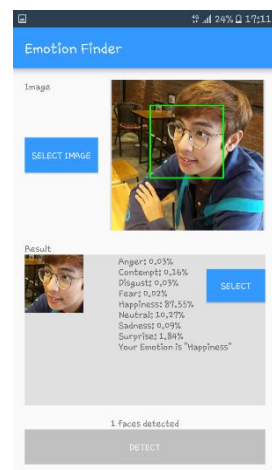 24% 17:11
Emotion Finder
Image
SELECT IMAGE
Result
Anger: 0.03%
Contempt: 0.16%
Disgust: 0.03%
Fear: 0.02%
Happiness: 87.55%
Neutral: 10.27%
Sadness: 0.09%
Surprise: 1.84%
Your Emotion is "Happiness"
SELECT
1 faces detected
DETECT